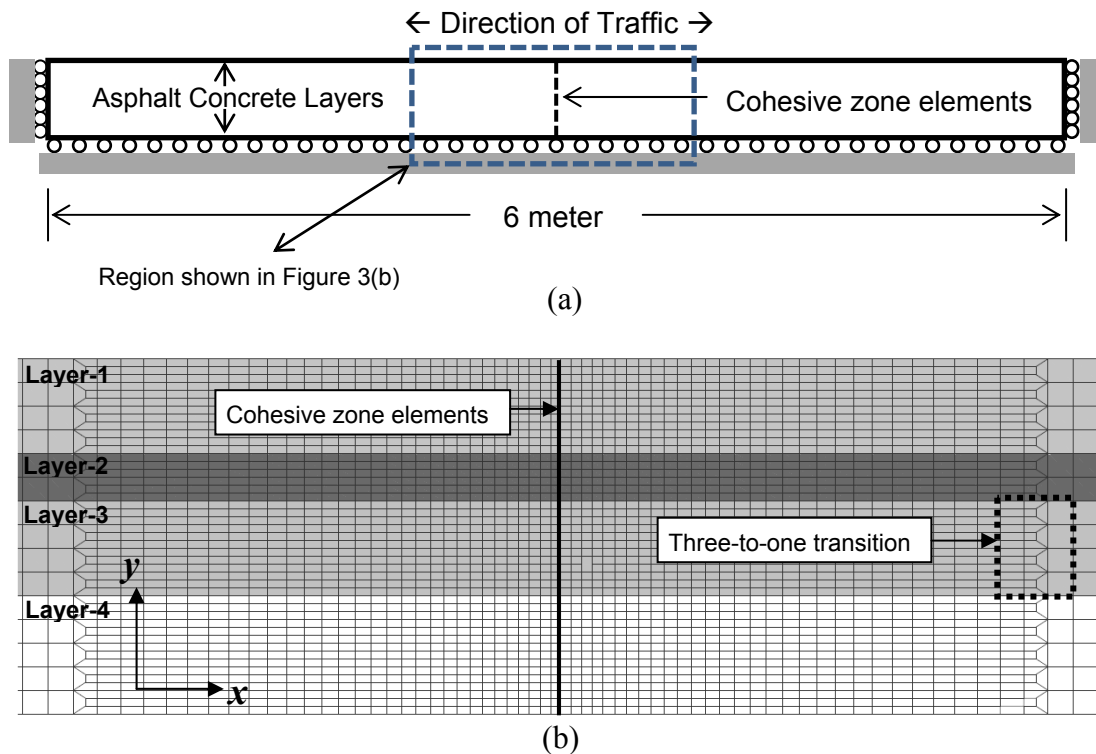 ← Direction of Traffic →
Asphalt Concrete Layers
Cohesive zone elements
6 meter
Region shown in Figure 3(b)
(a)
Layer-1
Cohesive zone elements
Layer-2
Layer-3
Three-to-one transition
y
Layer-4
x
(b)